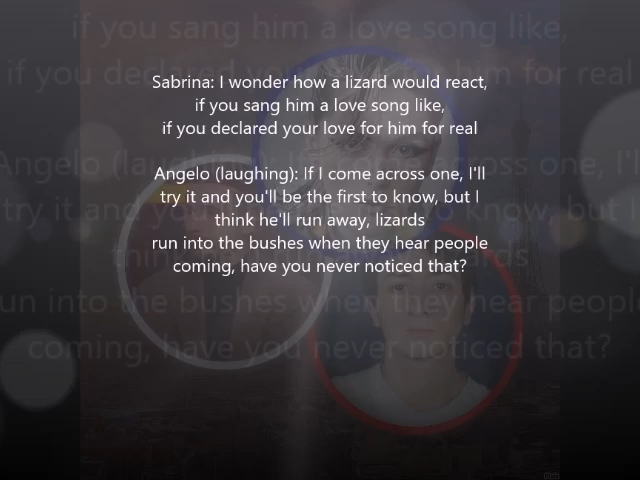 Sabrina: I wonder how a lizard would react,
if you sang him a love song like,
if you declared your love for him for real
Angelo (laughing): If I come across one, I'll
try it and you'll be the first to know, but I
think he'll run away, lizards
run into the bushes when they hear people
coming, have you never noticed that?